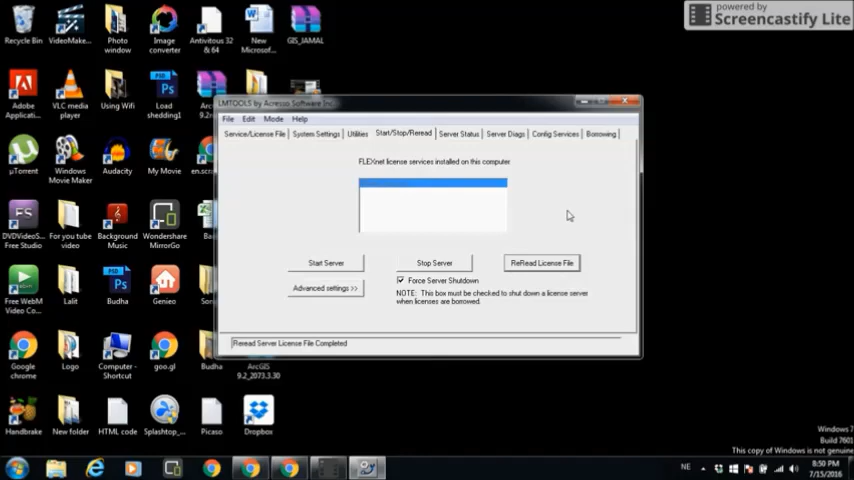 powered by
Screencastify Lite
Recycle Bin
VideoMake...
Photo window
Image converter
Antivitous 32 & 64
New Microsof...
GIS_JAMAL
Adobe Applicati...
VLC media player
Using Wifi
Load shedding1
9.2
LMTOOLS by Acresso Software Inc.
File Edit Mode Help
Service/License File
System Settings
Utilities
Start/Stop/Reread
Server Status
Server Diags
Config Services
Borrowing
FLEXnet license services installed on this computer
Start Server
Stop Server
ReRead License File
Force Server Shutdown
Advanced settings >>
NOTE: This box must be checked to shut down a license server
when licenses are borrowed.
Reread Server License File Completed
µTorrent
Windows Movie Maker
Audacity
My Movie
DVDVideoS... Free Studio
For you tube video
Background Music
Wondershare MirrorGo
Free WebM Video Co...
Lalit
Budha
Genieo
Google chrome
Logo
Computer - Shortcut
goo.gl
Budha
ArcGIS 9.2_2073.3.30
Handbrake
New folder
HTML code
Splashtop_...
Picaso
Dropbox
Windows 7
Build 7601
This copy of Windows is not genuine
NE
8:50 PM
7/15/2016